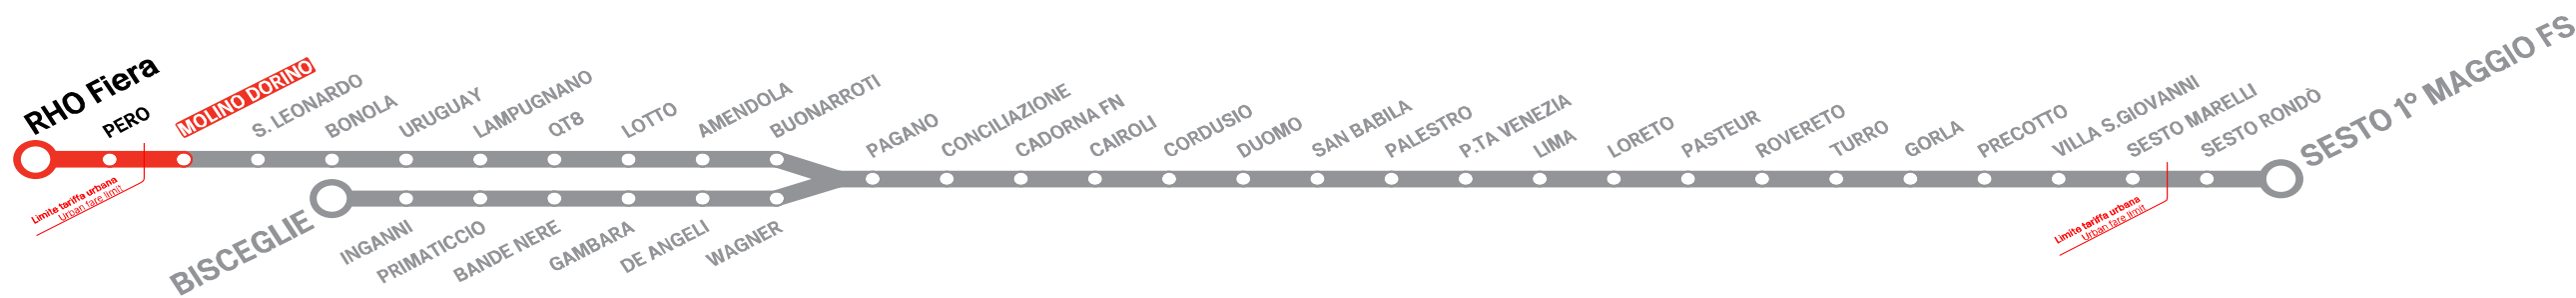 RHO Fiera
PERO
MOLINO DORINO
S. LEONARDO
BONOLA
URUGUAY
LAMPUGNANO
QT8
LOTTO
AMENDOLA
BUONARROTI
PAGANO
CONCILIAZIONE
CADORNA FN
CAIROLI
CORDUSIO
DUOMO
SAN BABILA
PALESTRO
P.TA VENEZIA
LIMA
LORETO
PASTEUR
ROVERETO
TURRO
GORLA
PRECOTTO
VILLA S.GIOVANNI
SESTO MARELLI
SESTO RONDÒ
SESTO 1° MAGGIO FS
Limite tariffa urbana
Urban fare limit
BISCEGLIE
INGANNI
PRIMATICCIO
BANDE NERE
GAMBARA
DE ANGELI
WAGNER
Limite tariffa urbana
Urban fare limit